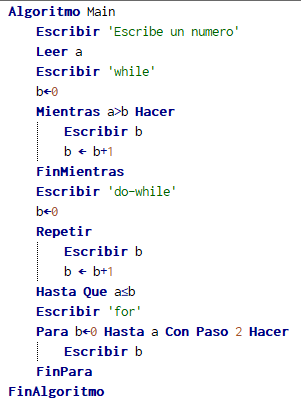 Algoritmo Main
Escribir 'Escribe un numero'
Leer a
Escribir 'while'
b←0
Mientras a>b Hacer
Escribir b
b ← b+1
FinMientras
Escribir 'do-while'
b←0
Repetir
Escribir b
b ← b+1
Hasta Que a≤b
Escribir 'for'
Para b←0 Hasta a Con Paso 2 Hacer
Escribir b
FinPara
FinAlgoritmo